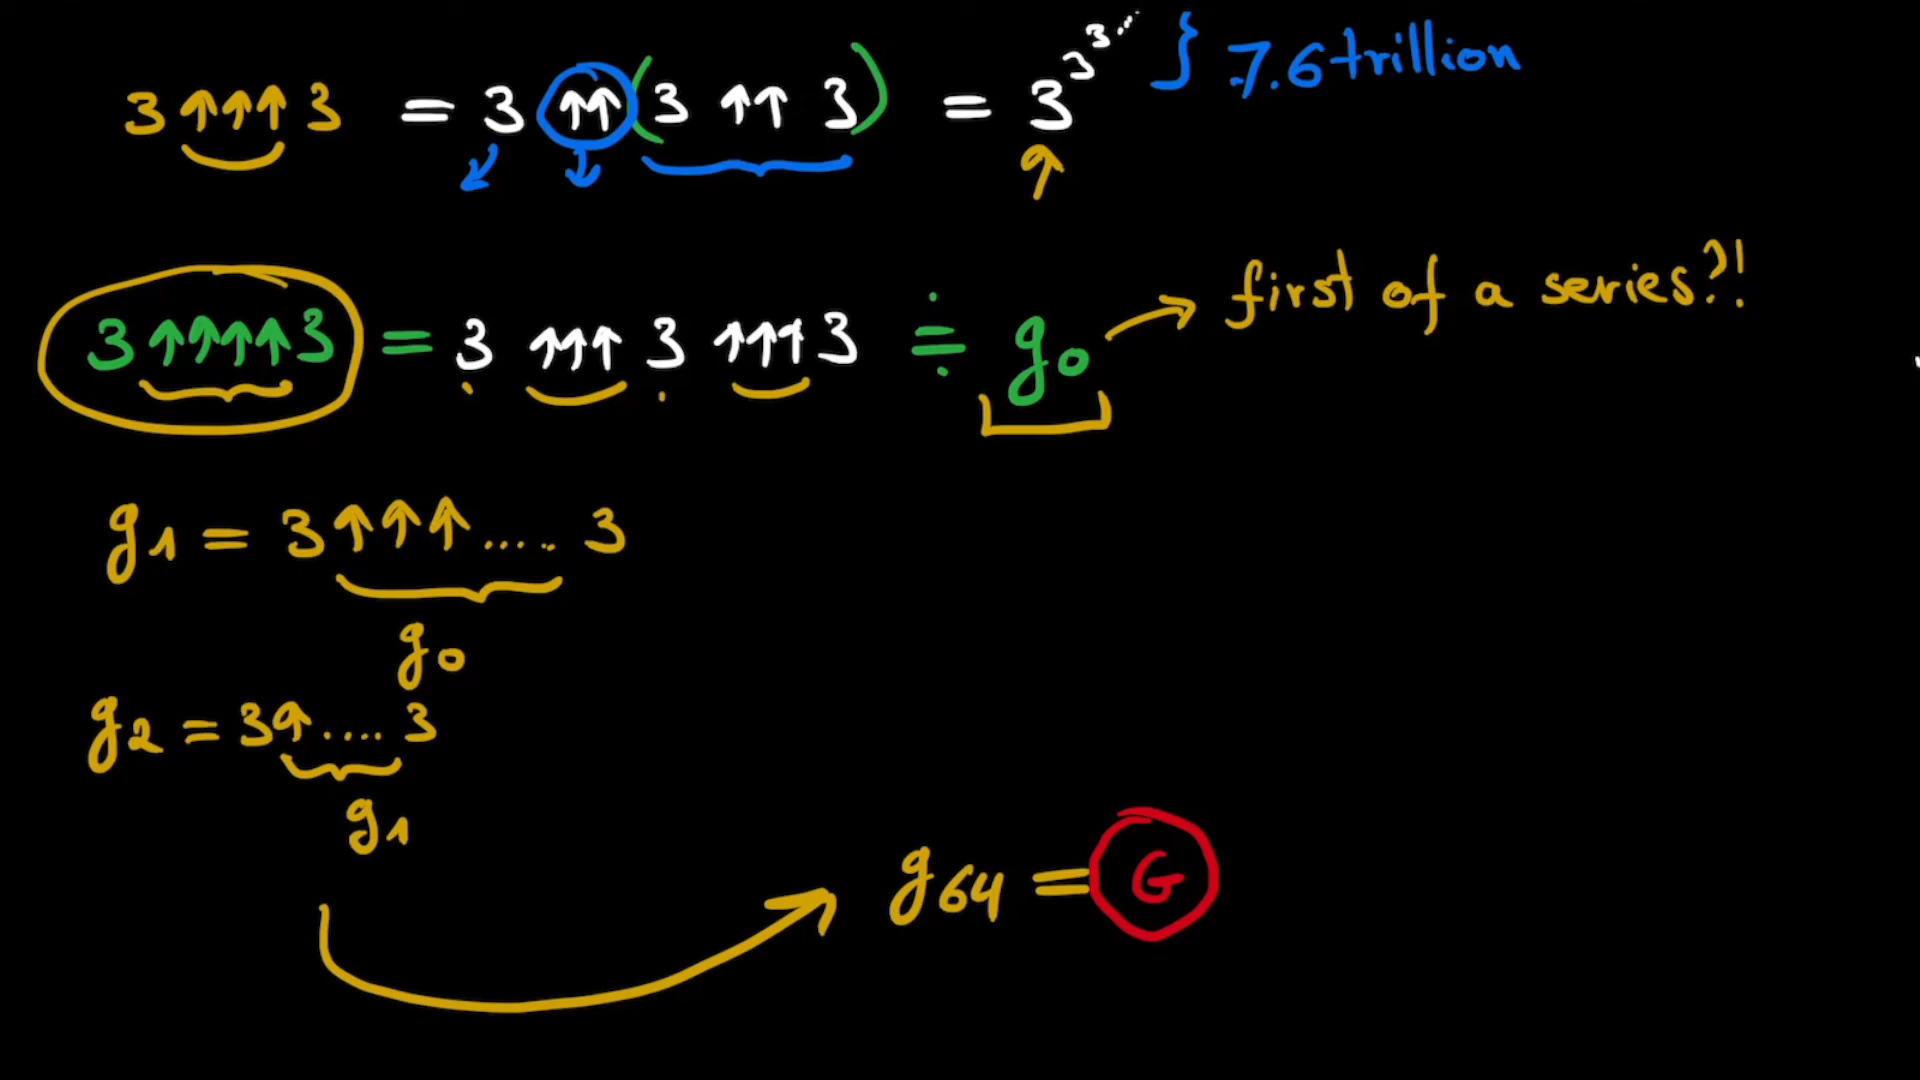 3 ↑↑↑ 3 = 3 ↑↑ (3 ↑↑ 3) = 3^3^3^... } 7.6 trillion
3 ↑↑↑↑ 3 = 3 ↑↑↑ 3 ↑↑↑ 3 ≑ g₀ → first of a series?!
g₁ = 3 ↑↑↑..... 3
g₀
g₂ = 3↑.... 3
g₁
g₆₄ = G